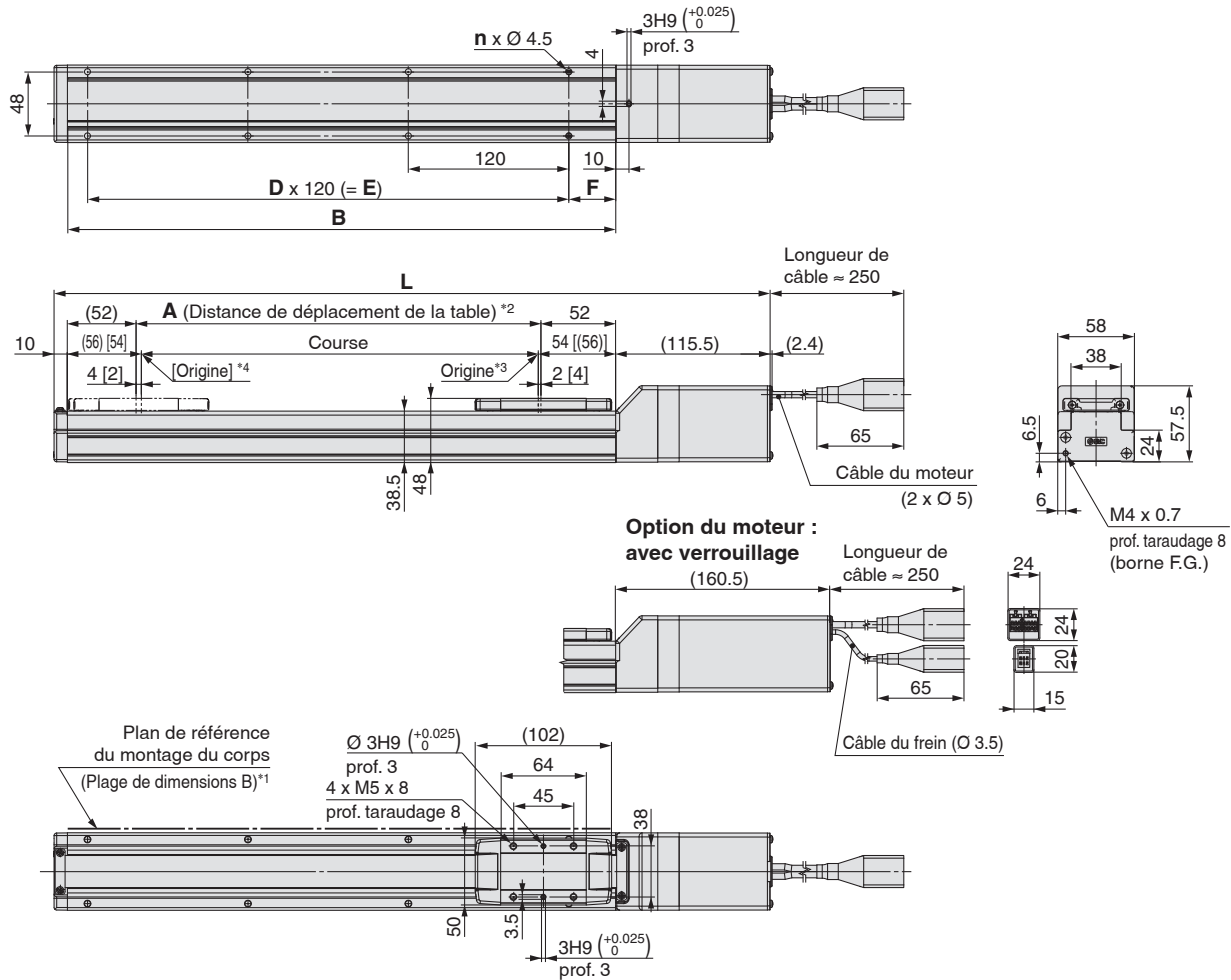 3H9 (+0.025 0)
prof. 3
n x Ø 4.5
4
48
120
10
D x 120 (= E)
F
B
Longueur de
câble ≈ 250
L
(52)
A (Distance de déplacement de la table) *2
52
10
(56) [54]
Course
54 [(56)]
(115.5)
(2.4)
4 [2]
[Origine] *4
Origine*3
2 [4]
38.5
48
65
Câble du moteur
(2 x Ø 5)
58
38
6.5
24
57.5
6
M4 x 0.7
prof. taraudage 8
(borne F.G.)
Option du moteur :
avec verrouillage
Longueur de
câble ≈ 250
(160.5)
24
24
20
15
65
Câble du frein (Ø 3.5)
Plan de référence
du montage du corps
(Plage de dimensions B)*1
Ø 3H9 (+0.025 0)
prof. 3
4 x M5 x 8
prof. taraudage 8
(102)
64
45
38
50
3.5
3H9 (+0.025 0)
prof. 3